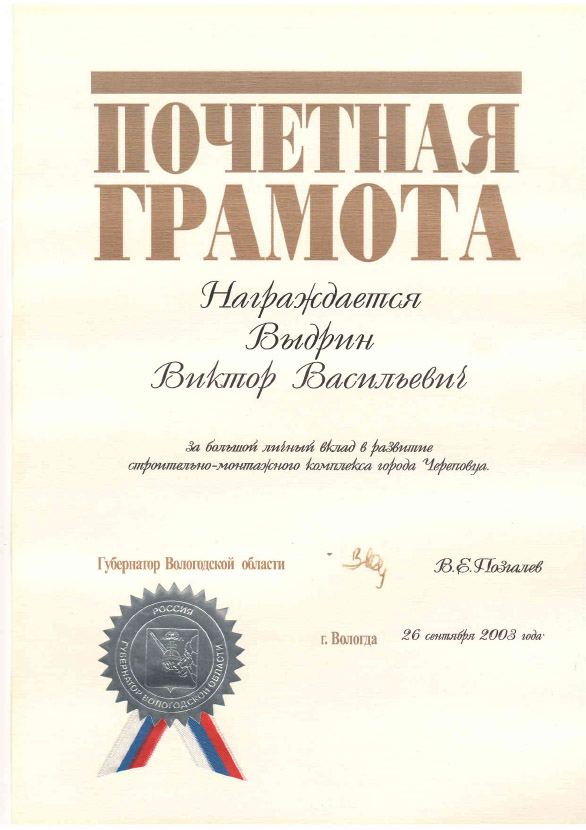 ПОЧЕТНАЯ
ГРАМОТА
Награждается
Выдрин
Виктор Васильевич
за большой личный вклад в развитие
строительно-монтажного комплекса города Череповца.
Губернатор Вологодской области
В.Е.Позгалев
г. Вологда
26 сентября 2003 года
РОССИЯ
ГУБЕРНАТОР ВОЛОГОДСКОЙ ОБЛАСТИ